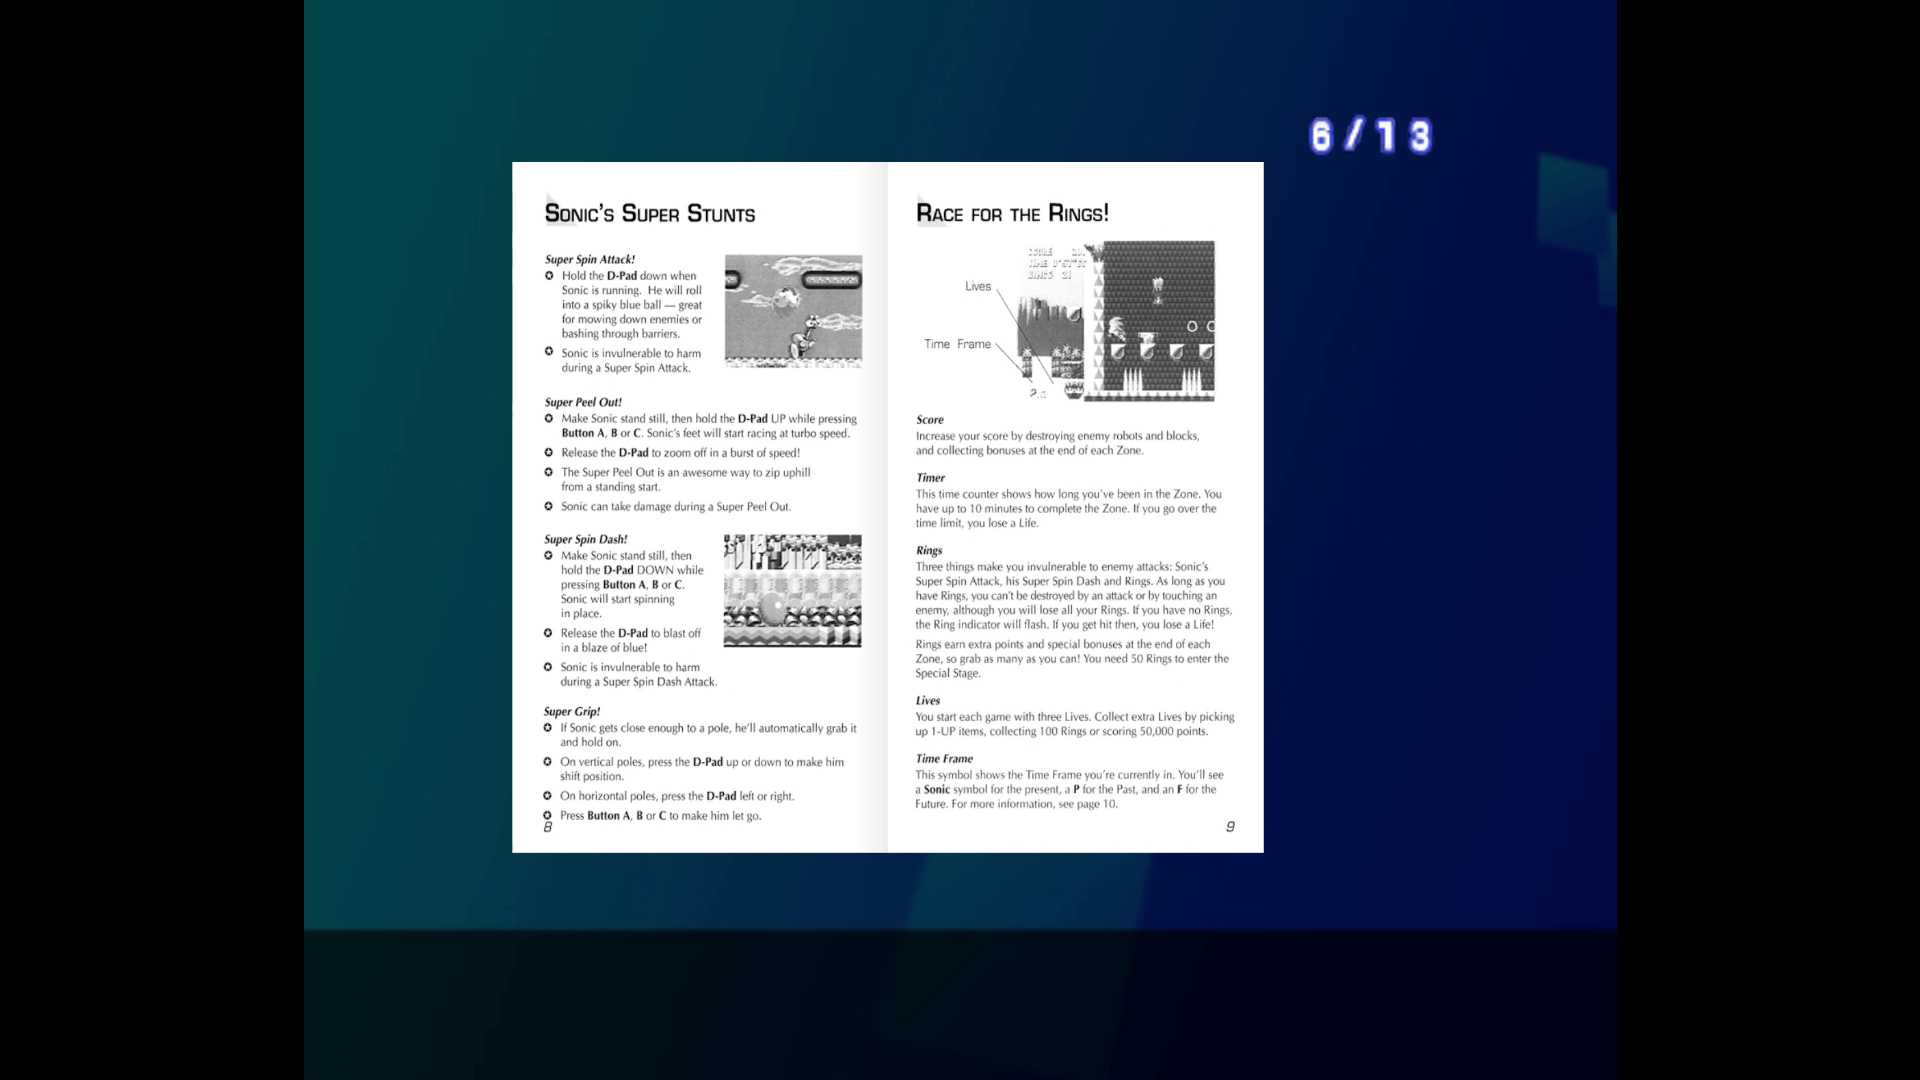 6/13
SONIC'S SUPER STUNTS
Super Spin Attack!
✪ Hold the D-Pad down when
Sonic is running. He will roll
into a spiky blue ball — great
for mowing down enemies or
bashing through barriers.
✪ Sonic is invulnerable to harm
during a Super Spin Attack.
Super Peel Out!
✪ Make Sonic stand still, then hold the D-Pad UP while pressing
Button A, B or C. Sonic's feet will start racing at turbo speed.
✪ Release the D-Pad to zoom off in a burst of speed!
✪ The Super Peel Out is an awesome way to zip uphill
from a standing start.
✪ Sonic can take damage during a Super Peel Out.
Super Spin Dash!
✪ Make Sonic stand still, then
hold the D-Pad DOWN while
pressing Button A, B or C.
Sonic will start spinning
in place.
✪ Release the D-Pad to blast off
in a blaze of blue!
✪ Sonic is invulnerable to harm
during a Super Spin Dash Attack.
Super Grip!
✪ If Sonic gets close enough to a pole, he'll automatically grab it
and hold on.
✪ On vertical poles, press the D-Pad up or down to make him
shift position.
✪ On horizontal poles, press the D-Pad left or right.
✪ Press Button A, B or C to make him let go.
8
RACE FOR THE RINGS!
Lives
Time Frame
Score
Increase your score by destroying enemy robots and blocks,
and collecting bonuses at the end of each Zone.
Timer
This time counter shows how long you've been in the Zone. You
have up to 10 minutes to complete the Zone. If you go over the
time limit, you lose a Life.
Rings
Three things make you invulnerable to enemy attacks: Sonic's
Super Spin Attack, his Super Spin Dash and Rings. As long as you
have Rings, you can't be destroyed by an attack or by touching an
enemy, although you will lose all your Rings. If you have no Rings,
the Ring indicator will flash. If you get hit then, you lose a Life!
Rings earn extra points and special bonuses at the end of each
Zone, so grab as many as you can! You need 50 Rings to enter the
Special Stage.
Lives
You start each game with three Lives. Collect extra Lives by picking
up 1-UP items, collecting 100 Rings or scoring 50,000 points.
Time Frame
This symbol shows the Time Frame you're currently in. You'll see
a Sonic symbol for the present, a P for the Past, and an F for the
Future. For more information, see page 10.
9